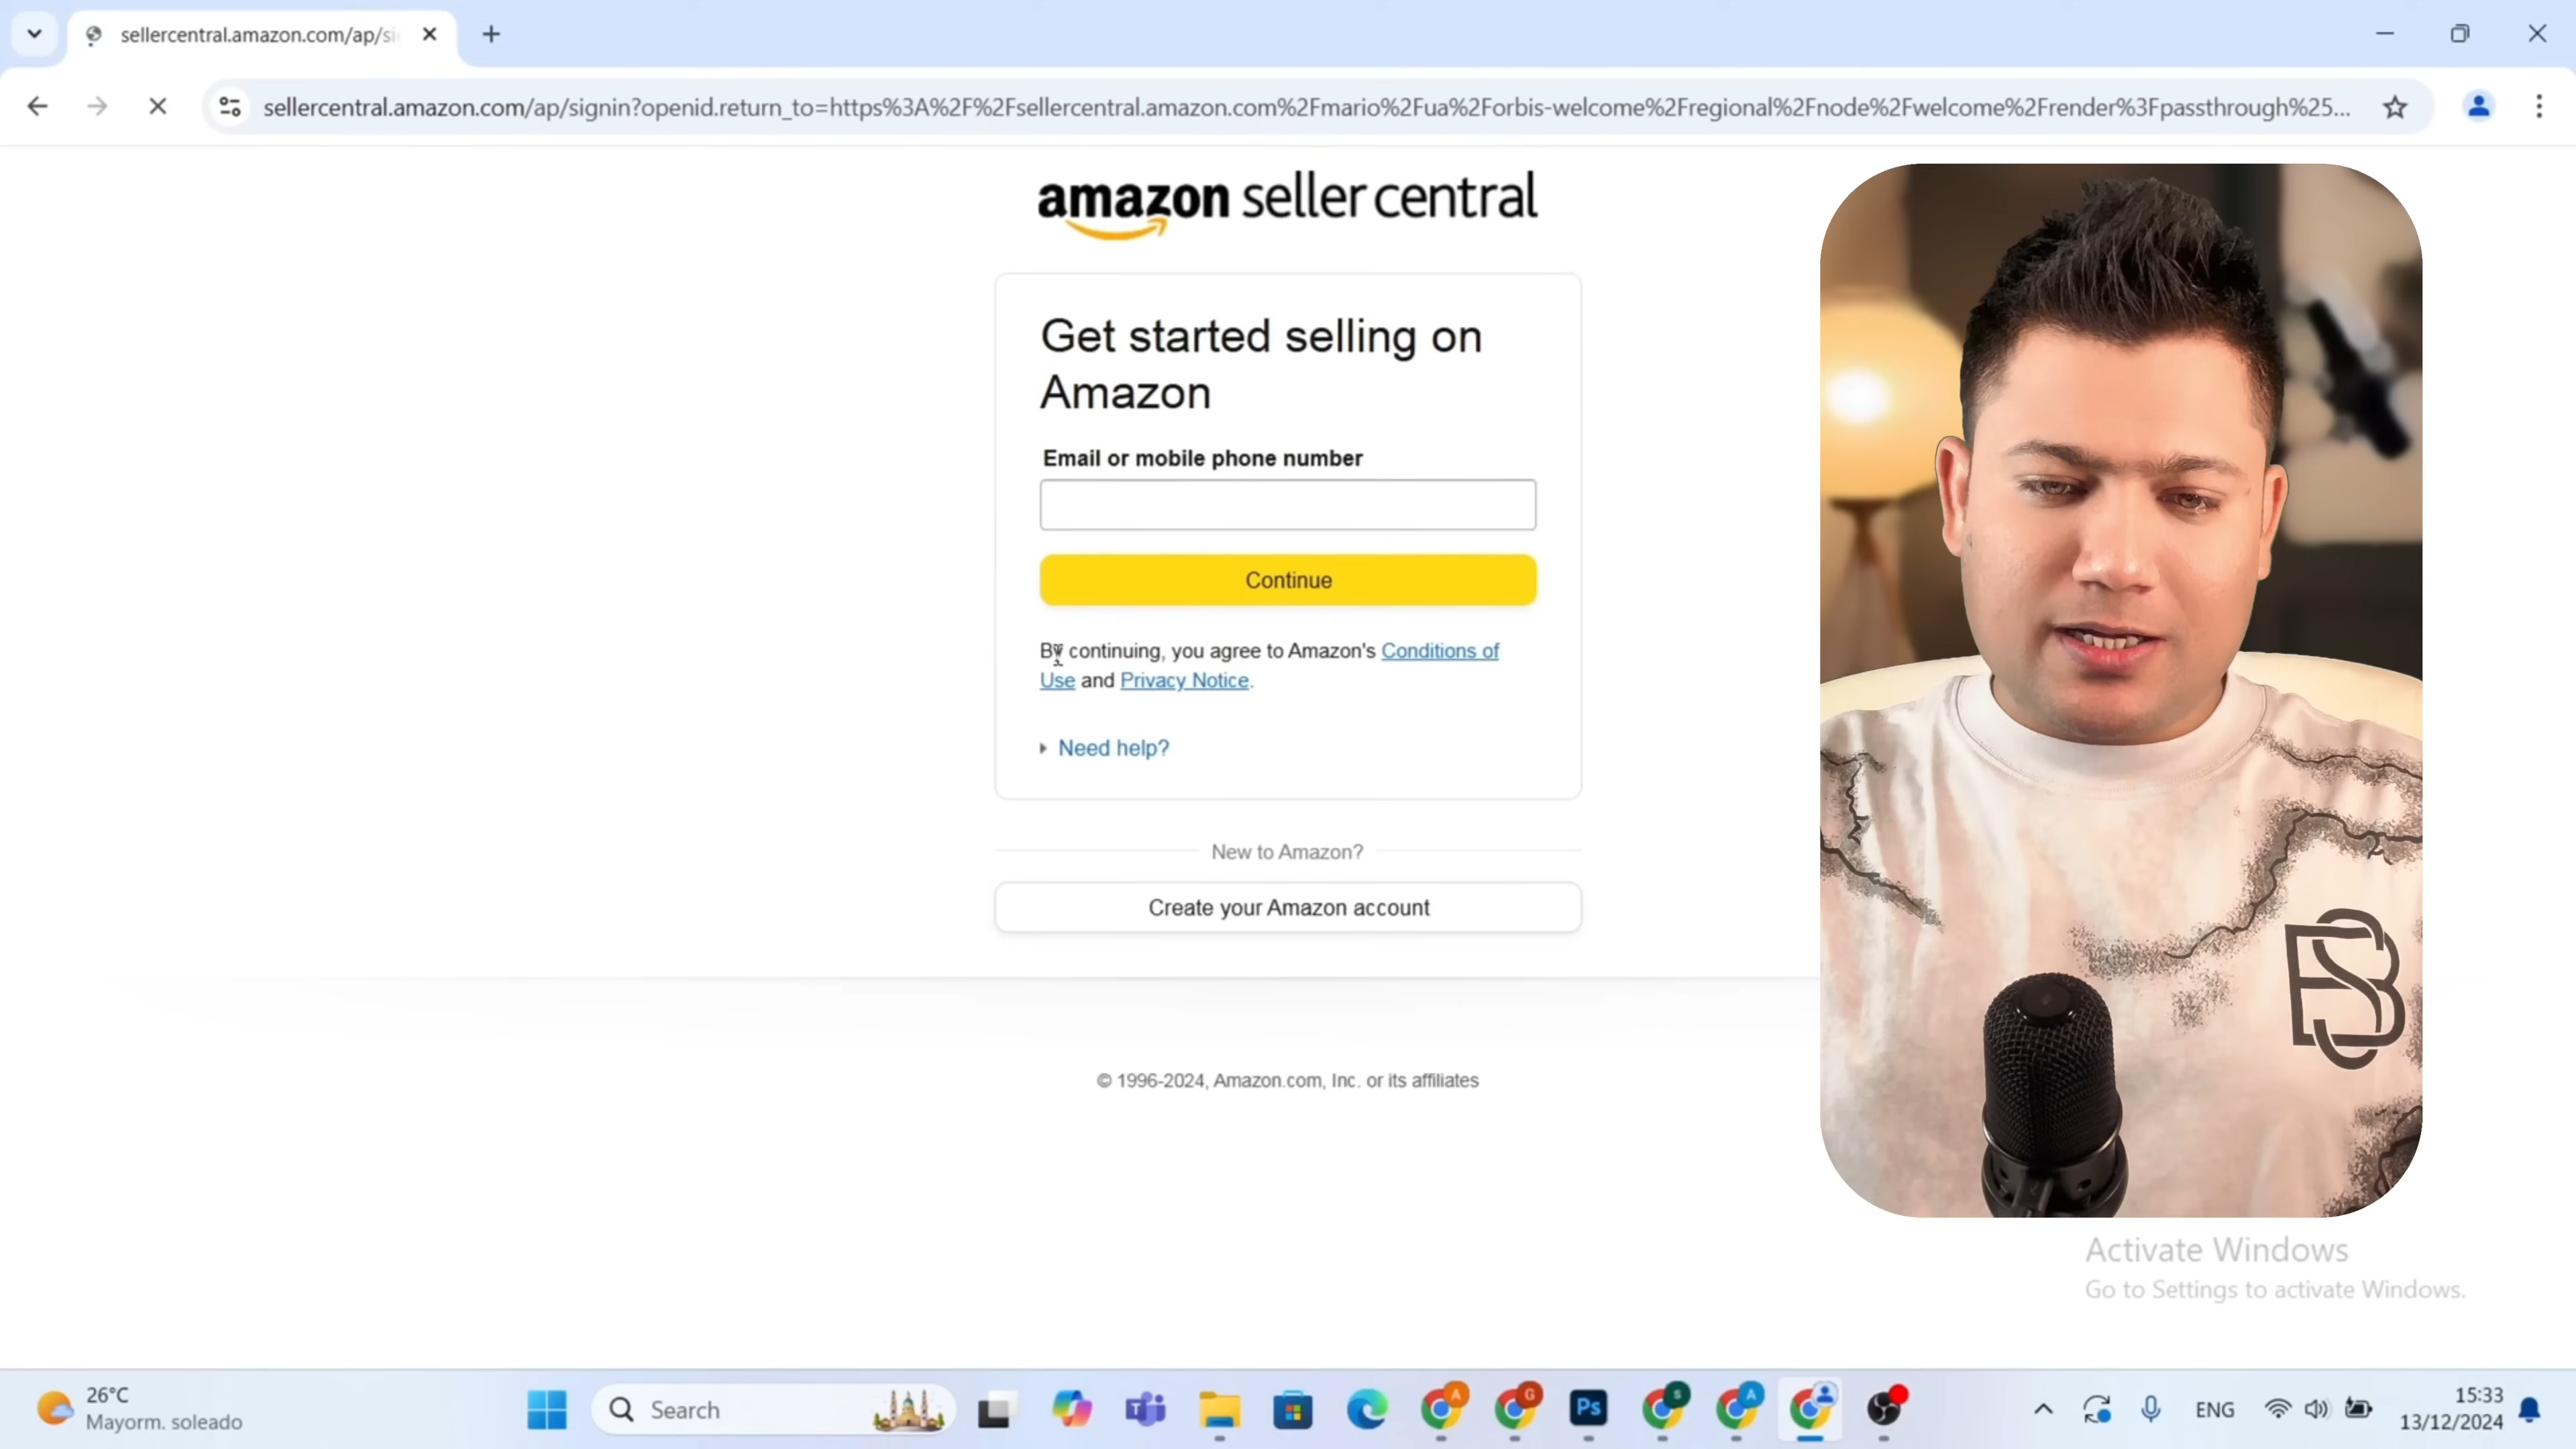 sellercentral.amazon.com/ap/si
sellercentral.amazon.com/ap/signin?openid.return_to=https%3A%2F%2Fsellercentral.amazon.com%2Fmario%2Fua%2Forbis-welcome%2Fregional%2Fnode%2Fwelcome%2Frender%3Fpassthrough%25...
amazon seller central
Get started selling on
Amazon
Email or mobile phone number
Continue
By continuing, you agree to Amazon's Conditions of
Use and Privacy Notice.
Need help?
New to Amazon?
Create your Amazon account
© 1996-2024, Amazon.com, Inc. or its affiliates
Activate Windows
Go to Settings to activate Windows.
26°C
Mayorm. soleado
Search
T
A
G
Ps
S
A
ENG
15:33
13/12/2024